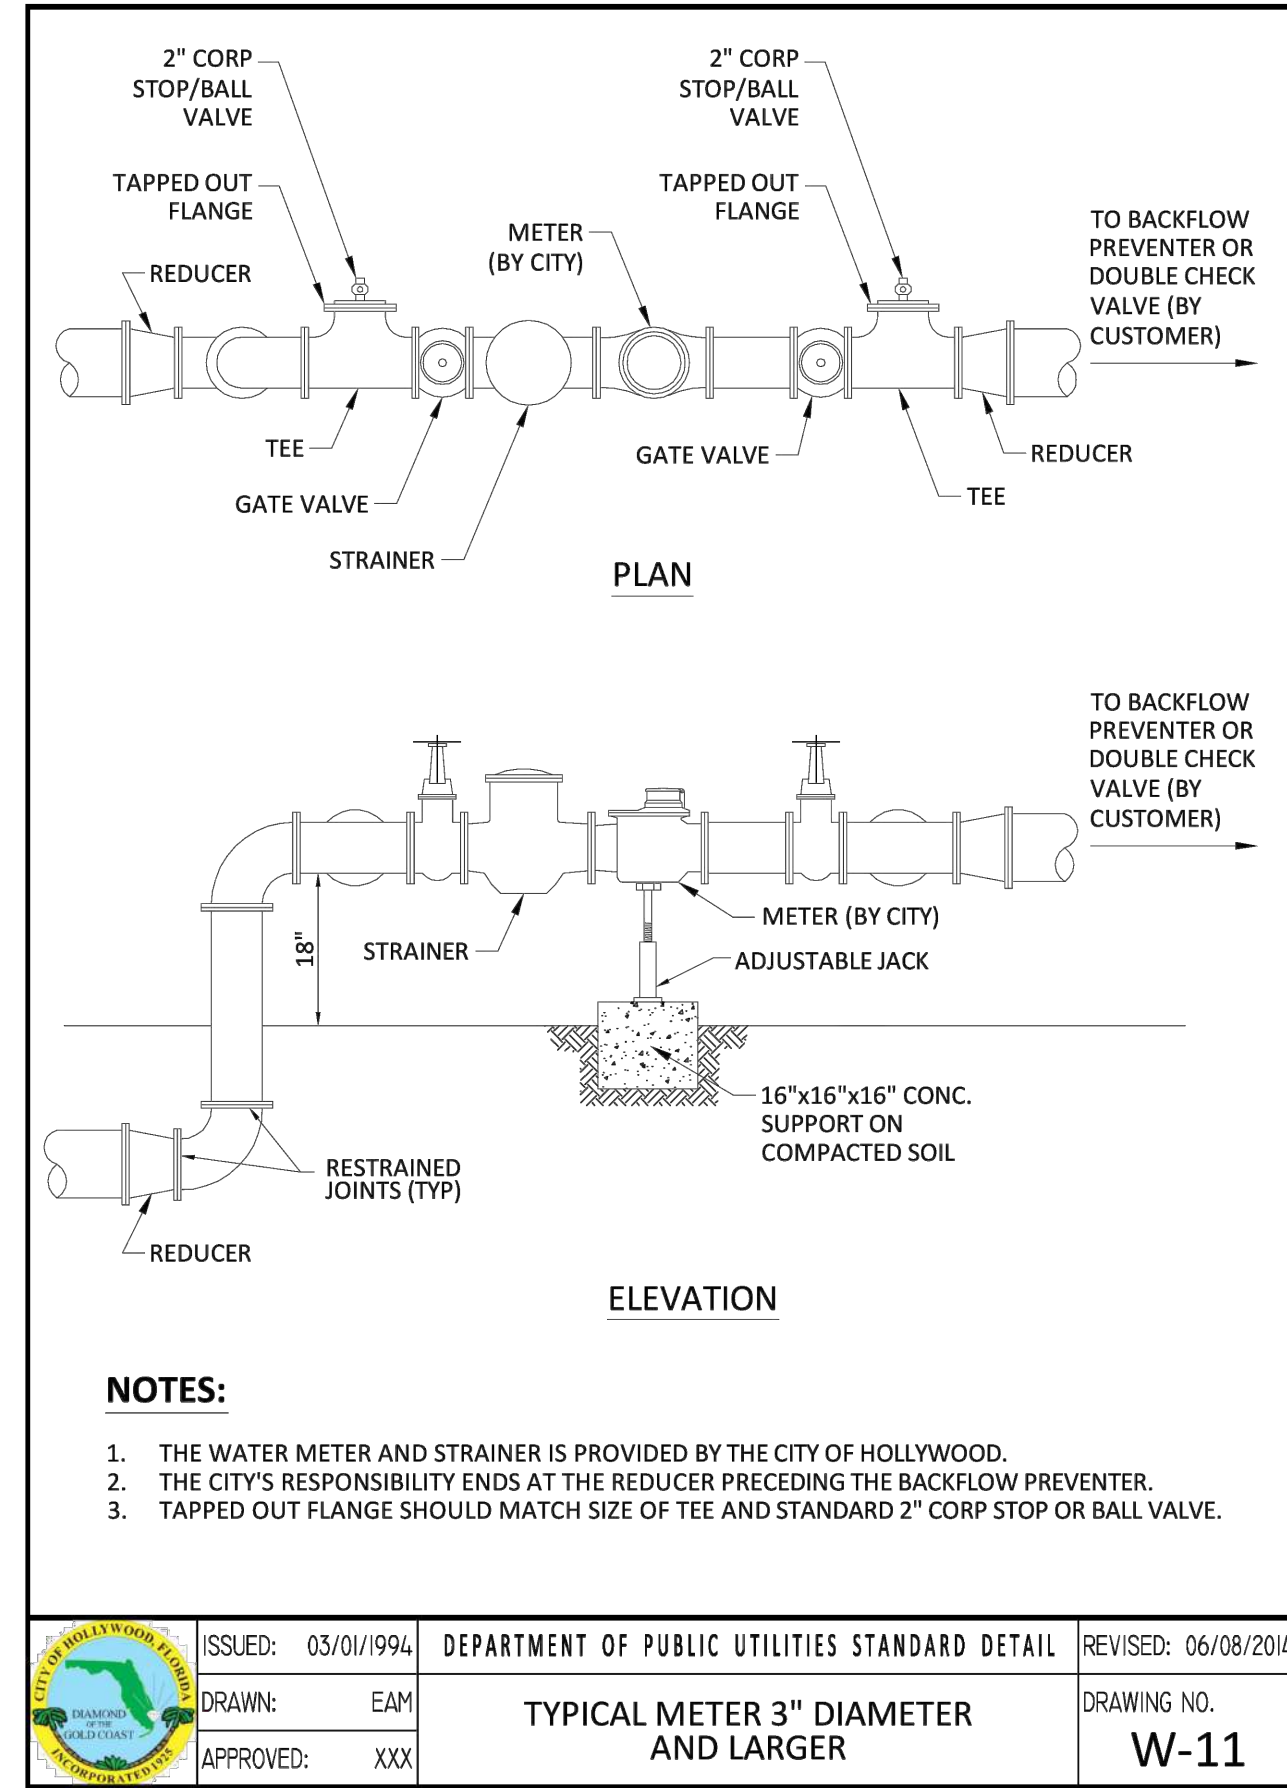 2" CORP
STOP/BALL
VALVE
2" CORP
STOP/BALL
VALVE
TAPPED OUT
FLANGE
TAPPED OUT
FLANGE
METER
(BY CITY)
TO BACKFLOW
PREVENTER OR
DOUBLE CHECK
VALVE (BY
CUSTOMER)
REDUCER
TEE
GATE VALVE
REDUCER
GATE VALVE
TEE
STRAINER
PLAN
TO BACKFLOW
PREVENTER OR
DOUBLE CHECK
VALVE (BY
CUSTOMER)
METER (BY CITY)
STRAINER
18"
ADJUSTABLE JACK
16"x16"x16" CONC.
SUPPORT ON
COMPACTED SOIL
RESTRAINED
JOINTS (TYP)
REDUCER
ELEVATION
NOTES:
1. THE WATER METER AND STRAINER IS PROVIDED BY THE CITY OF HOLLYWOOD.
2. THE CITY'S RESPONSIBILITY ENDS AT THE REDUCER PRECEDING THE BACKFLOW PREVENTER.
3. TAPPED OUT FLANGE SHOULD MATCH SIZE OF TEE AND STANDARD 2" CORP STOP OR BALL VALVE.
CITY OF HOLLYWOOD, FLORIDA
DIAMOND
OF THE
GOLD COAST
INCORPORATED 1925
ISSUED: 03/01/1994
DRAWN: EAM
APPROVED: XXX
DEPARTMENT OF PUBLIC UTILITIES STANDARD DETAIL
TYPICAL METER 3" DIAMETER
AND LARGER
REVISED: 06/08/2014
DRAWING NO.
W-11